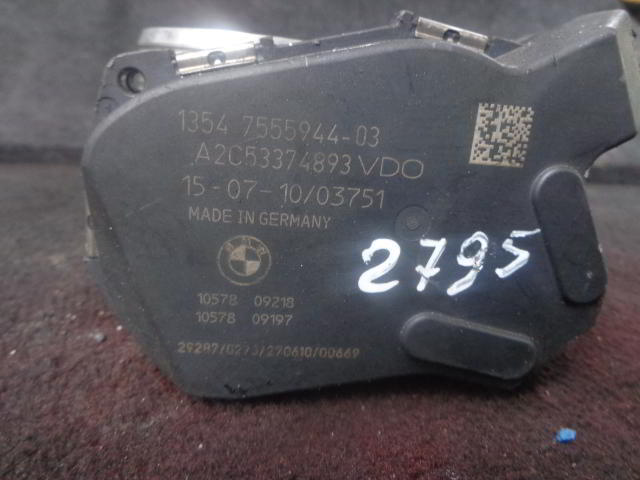 1354 7555944-03
A2C53374893 VDO
15-07-10/03751
MADE IN GERMANY
BMW
10578 09218
10578 09197
29287/0273/270610/00669
2795